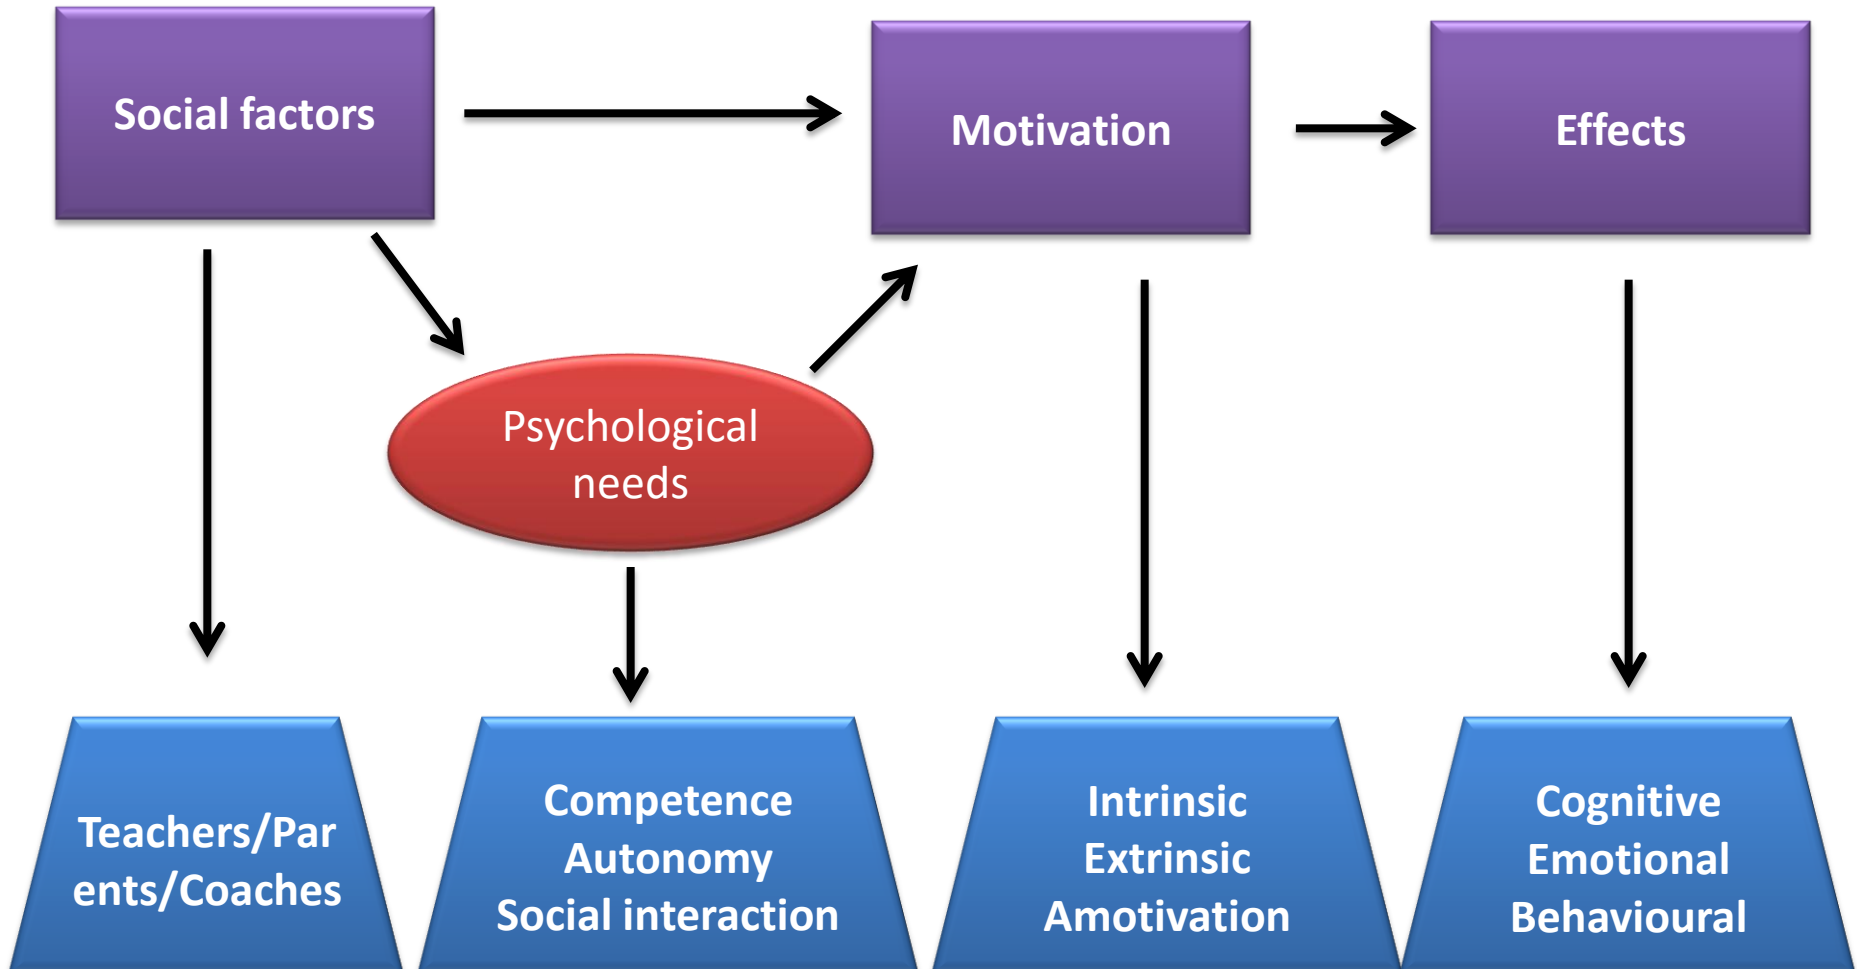 Social factors
Motivation
Effects
Psychological
needs
Teachers/Par
ents/Coaches
Competence
Autonomy
Social interaction
Intrinsic
Extrinsic
Amotivation
Cognitive
Emotional
Behavioural